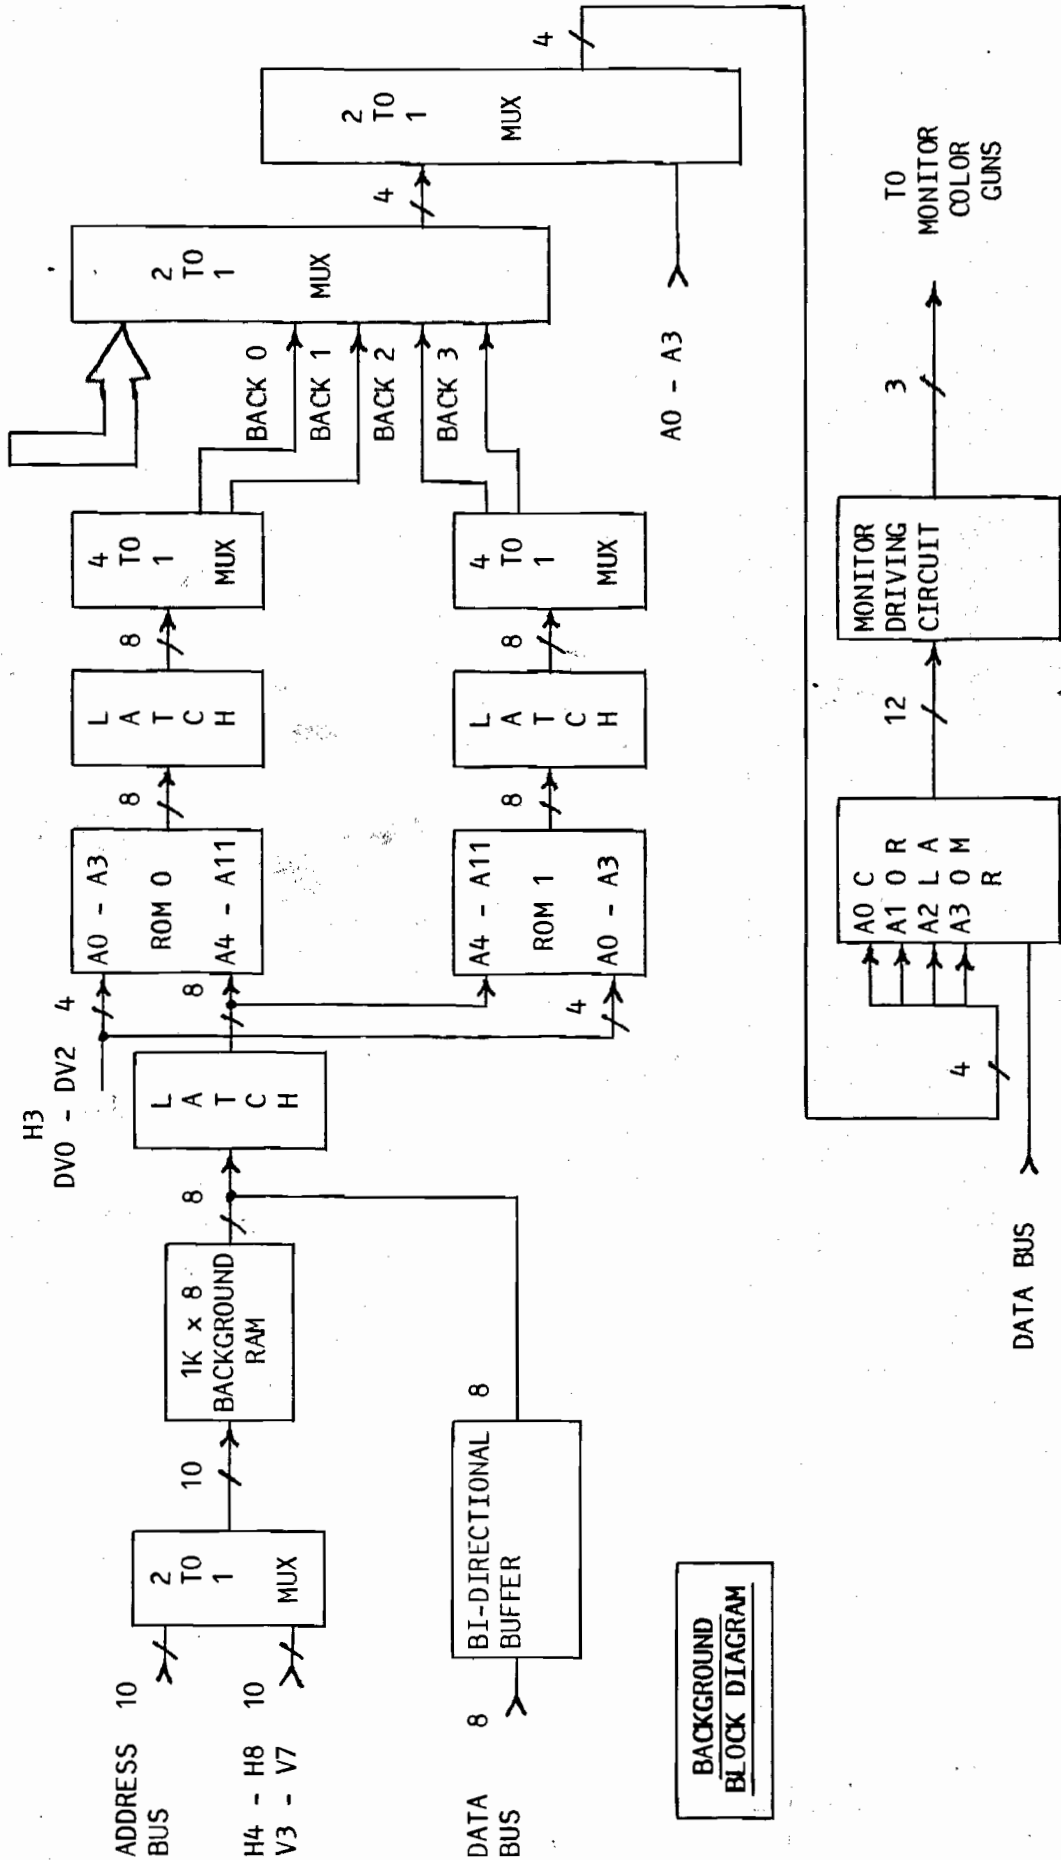 ADDRESS 10
BUS
H4 - H8 10
V3 - V7
2
TO
1
MUX
10
1K x 8
BACKGROUND
RAM
8
DATA 8
BUS
BI-DIRECTIONAL
BUFFER
8
L
A
T
C
H
H3
DV0 - DV2
4
8
4
A0 - A3
ROM 0
A4 - A11
8
L
A
T
C
H
8
4
TO
1
MUX
A4 - A11
ROM 1
A0 - A3
8
L
A
T
C
H
8
4
TO
1
MUX
BACK 0
BACK 1
BACK 2
BACK 3
2
TO
1
MUX
4
A0 - A3
2
TO
1
MUX
4
DATA BUS
4
A0 C
A1 O R
A2 L A
A3 O M
R
12
MONITOR
DRIVING
CIRCUIT
3
TO
MONITOR
COLOR
GUNS
BACKGROUND
BLOCK DIAGRAM